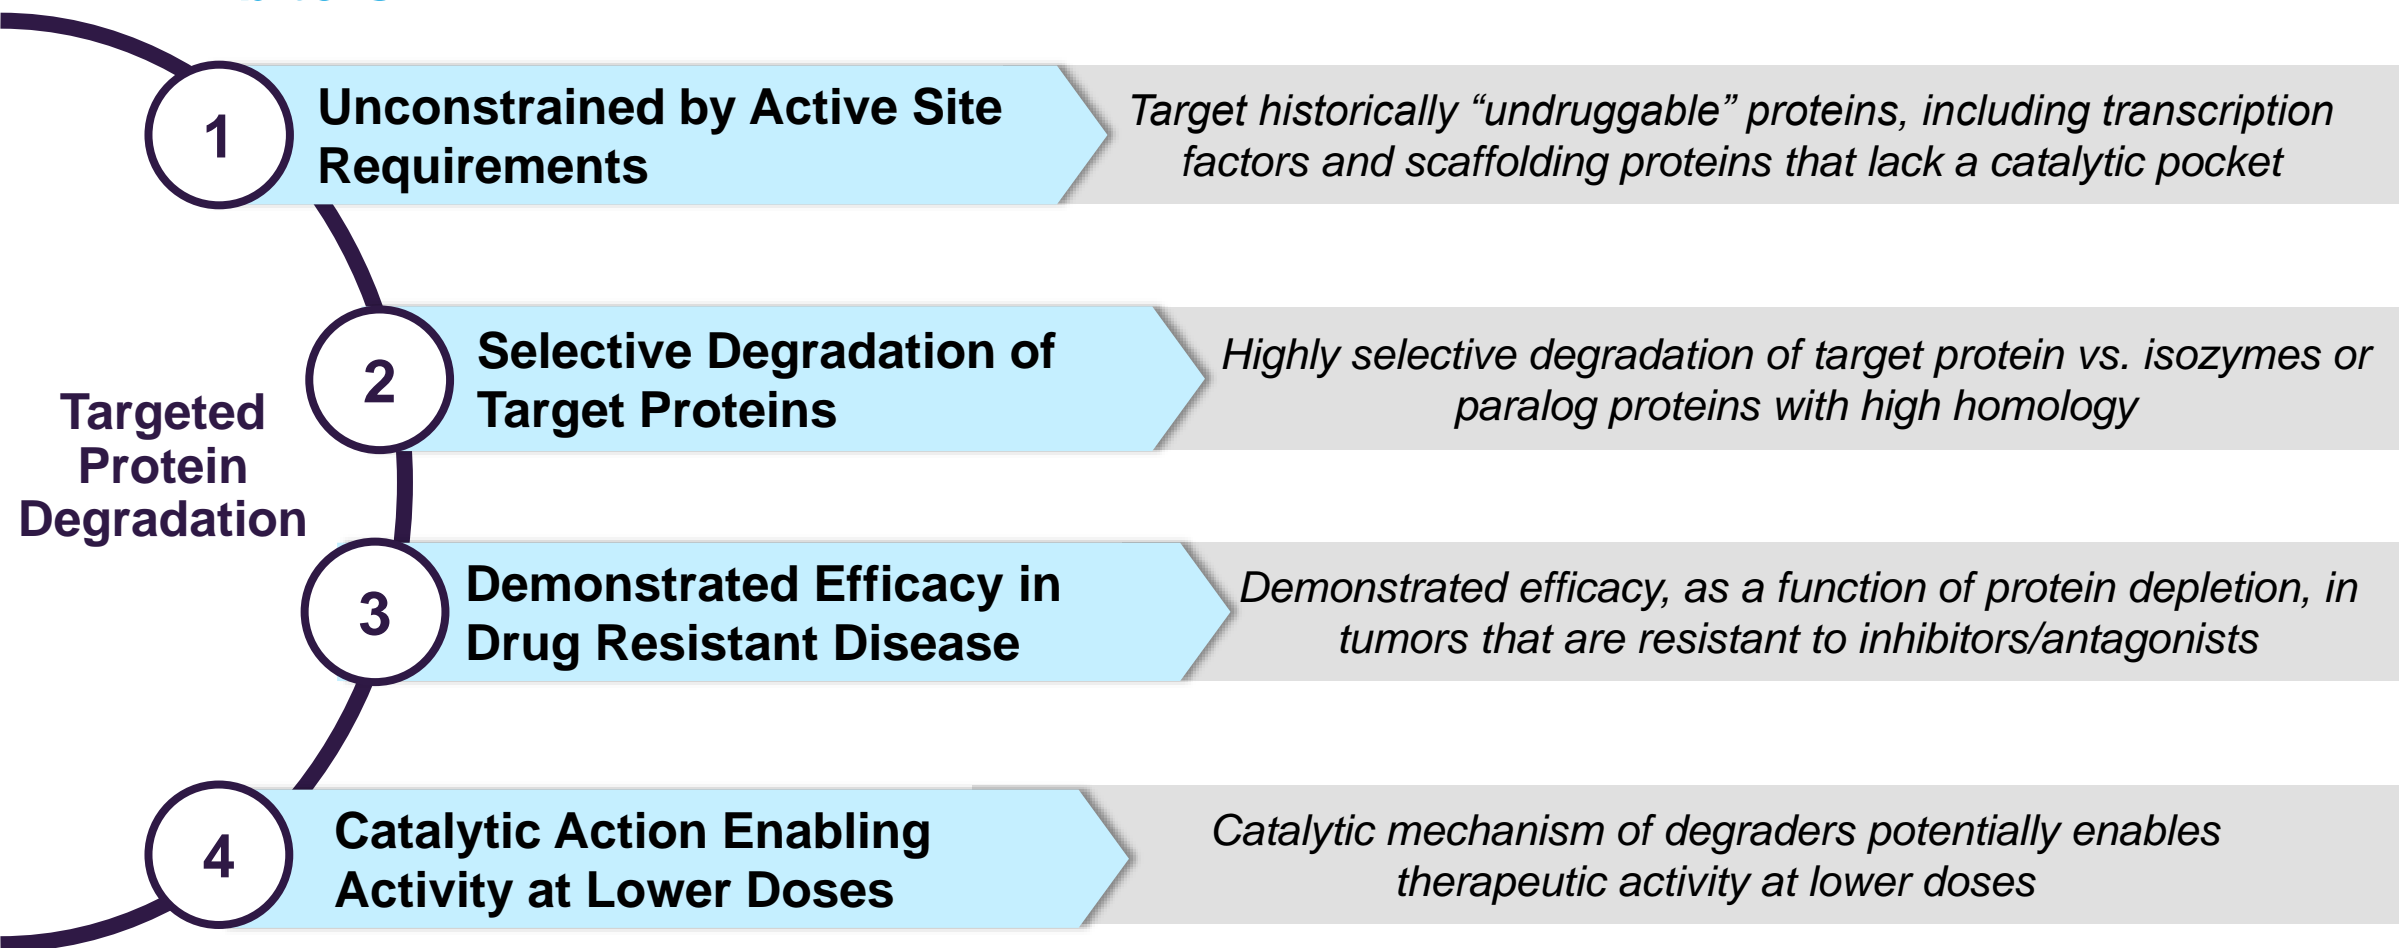 1
Unconstrained by Active Site
Requirements
Target historically “undruggable” proteins, including transcription
factors and scaffolding proteins that lack a catalytic pocket
2
Selective Degradation of
Target Proteins
Highly selective degradation of target protein vs. isozymes or
paralog proteins with high homology
Targeted
Protein
Degradation
3
Demonstrated Efficacy in
Drug Resistant Disease
Demonstrated efficacy, as a function of protein depletion, in
tumors that are resistant to inhibitors/antagonists
4
Catalytic Action Enabling
Activity at Lower Doses
Catalytic mechanism of degraders potentially enables
therapeutic activity at lower doses